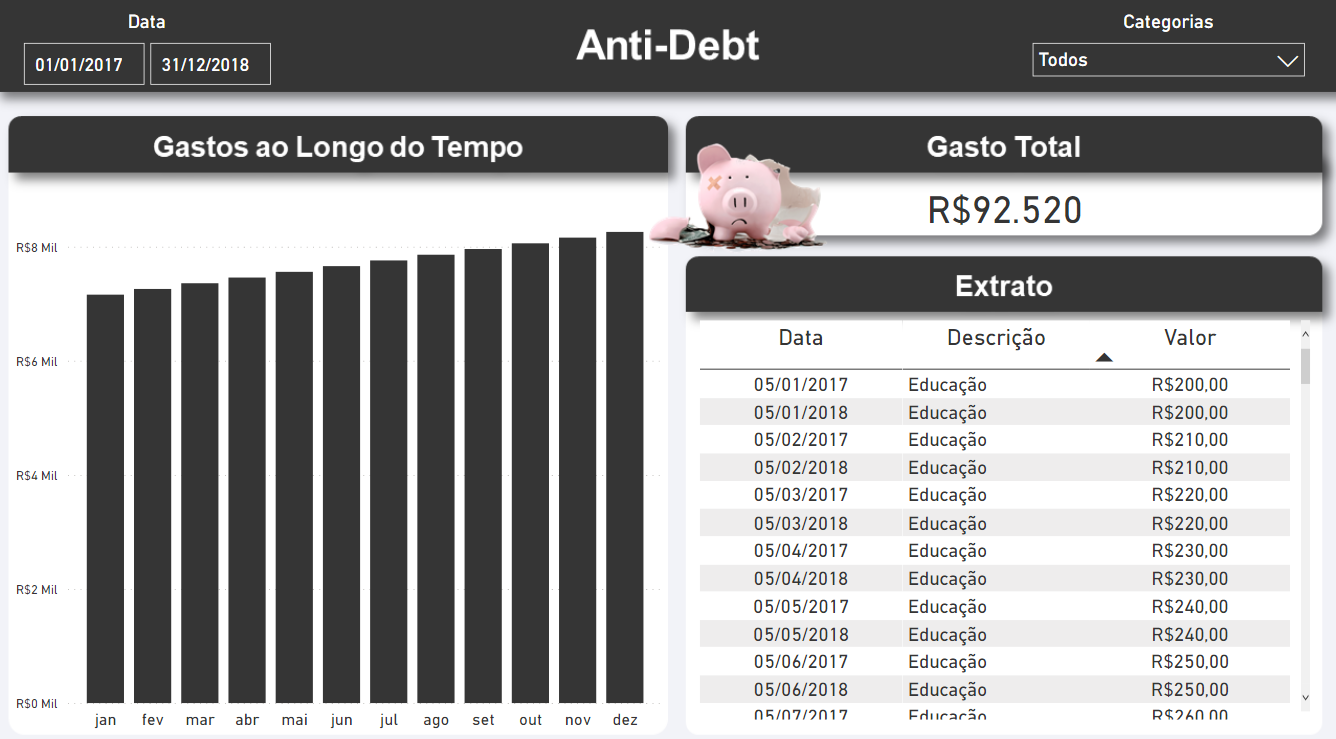 Data
01/01/2017 31/12/2018
Anti-Debt
Categorias
Todos
Gastos ao Longo do Tempo
R$8 Mil
R$6 Mil
R$4 Mil
R$2 Mil
R$0 Mil
jan fev mar abr mai jun jul ago set out nov dez
Gasto Total
R$92.520
Extrato
Data Descrição Valor
05/01/2017 Educação R$200,00
05/01/2018 Educação R$200,00
05/02/2017 Educação R$210,00
05/02/2018 Educação R$210,00
05/03/2017 Educação R$220,00
05/03/2018 Educação R$220,00
05/04/2017 Educação R$230,00
05/04/2018 Educação R$230,00
05/05/2017 Educação R$240,00
05/05/2018 Educação R$240,00
05/06/2017 Educação R$250,00
05/06/2018 Educação R$250,00
05/07/2017 Educação R$260,00